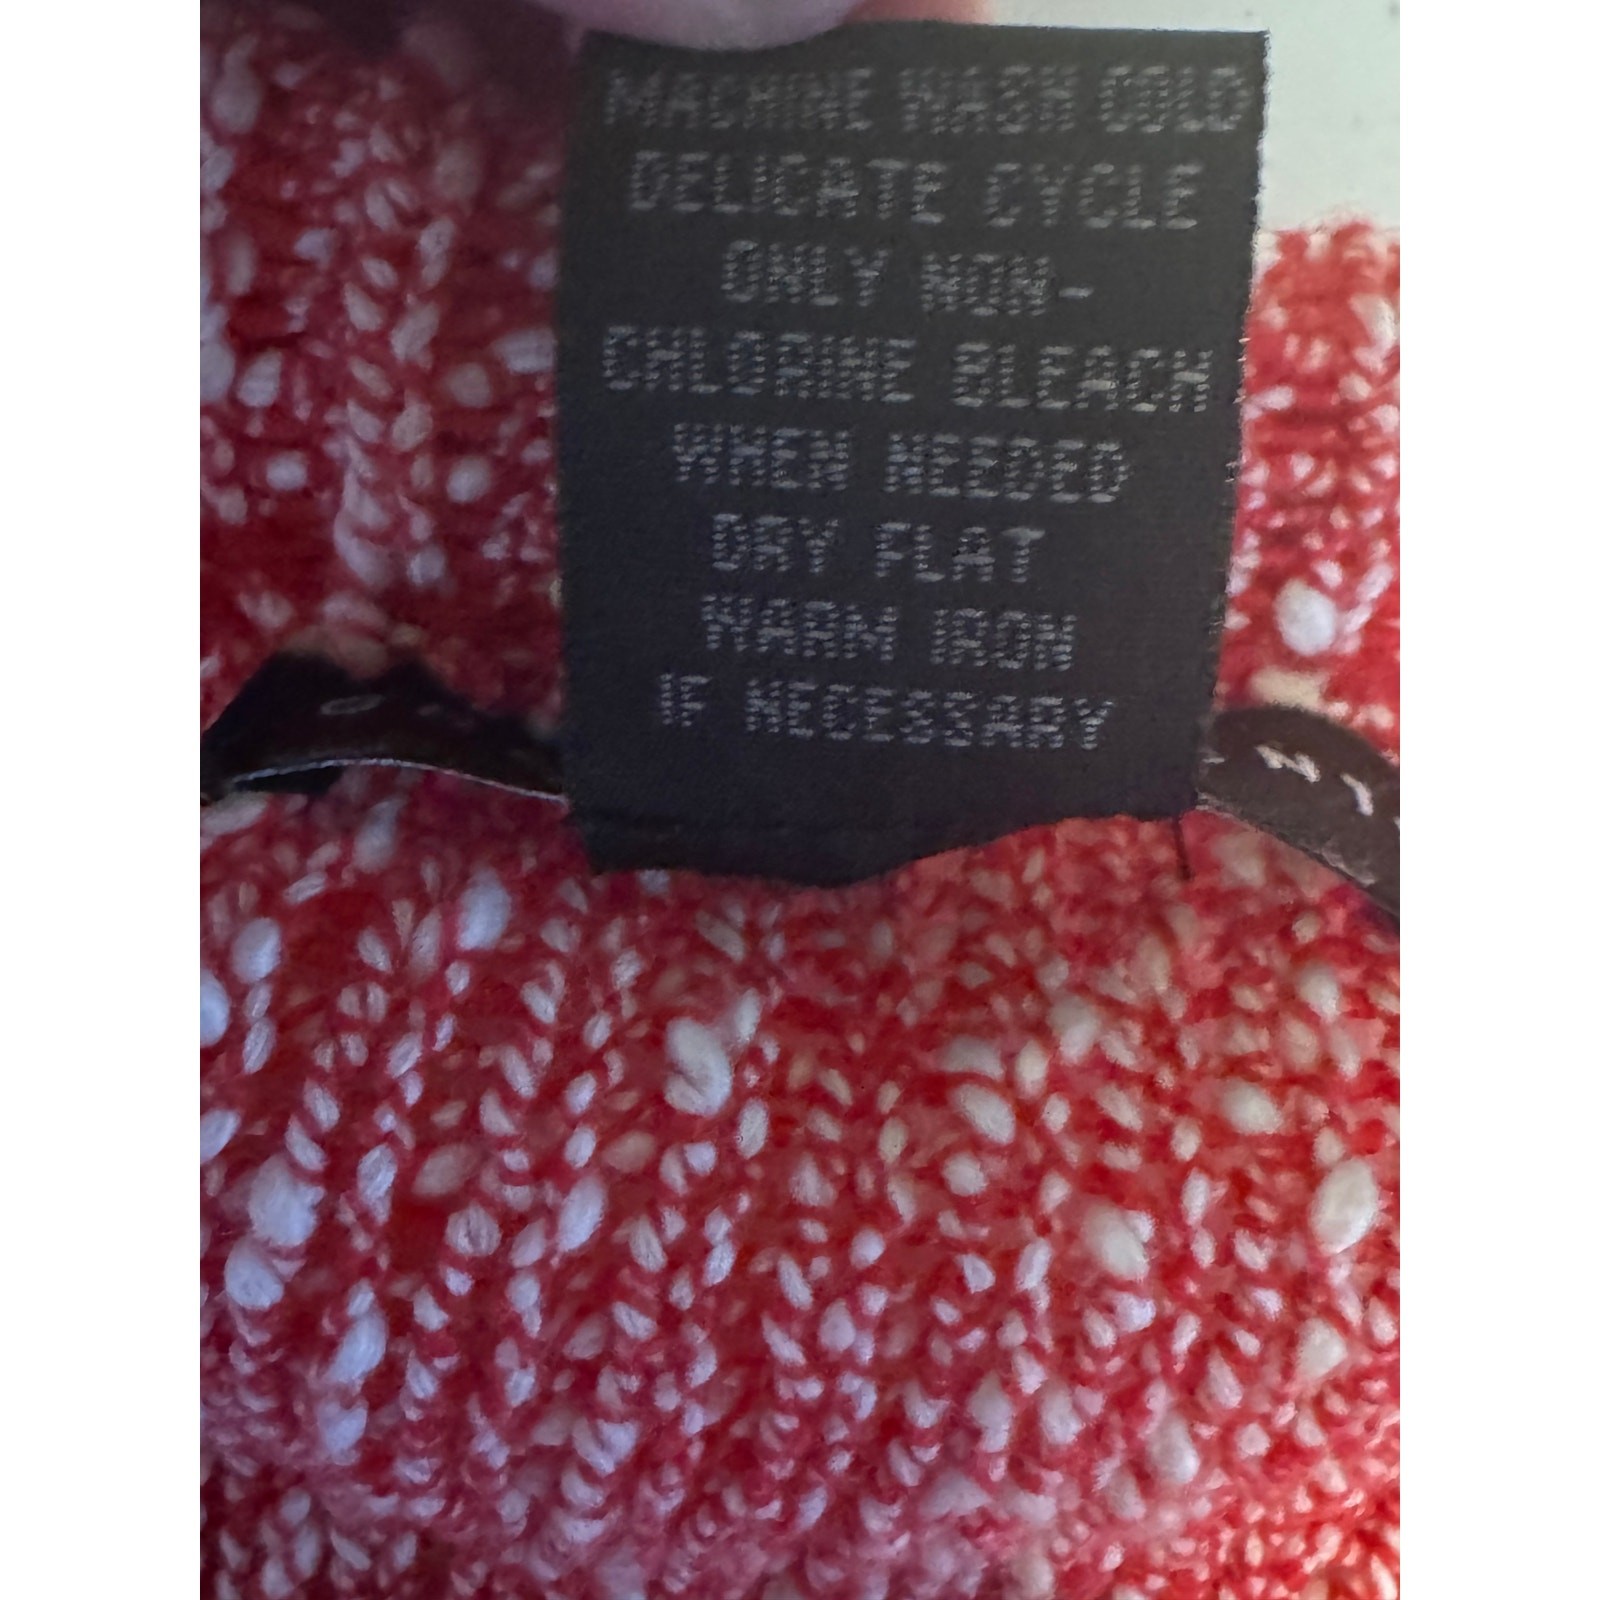 MACHINE WASH COLD
DELICATE CYCLE
ONLY NON-
CHLORINE BLEACH
WHEN NEEDED
DRY FLAT
WARM IRON
IF NECESSARY